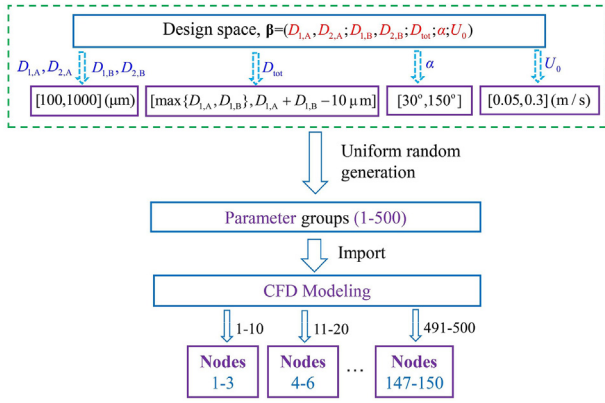 Design space, β=(D₁,A, D₂,A; D₁,B, D₂,B; Dtot; α; U₀)
D₁,A, D₂,A D₁,B, D₂,B Dtot α U₀
[100,1000] (μm) [max{D₁,A, D₁,B}, D₁,A + D₁,B − 10 μm] [30°,150°] [0.05,0.3] (m/s)
Uniform random
generation
Parameter groups (1-500)
Import
CFD Modeling
1-10 11-20 491-500
Nodes Nodes ... Nodes
1-3 4-6 147-150